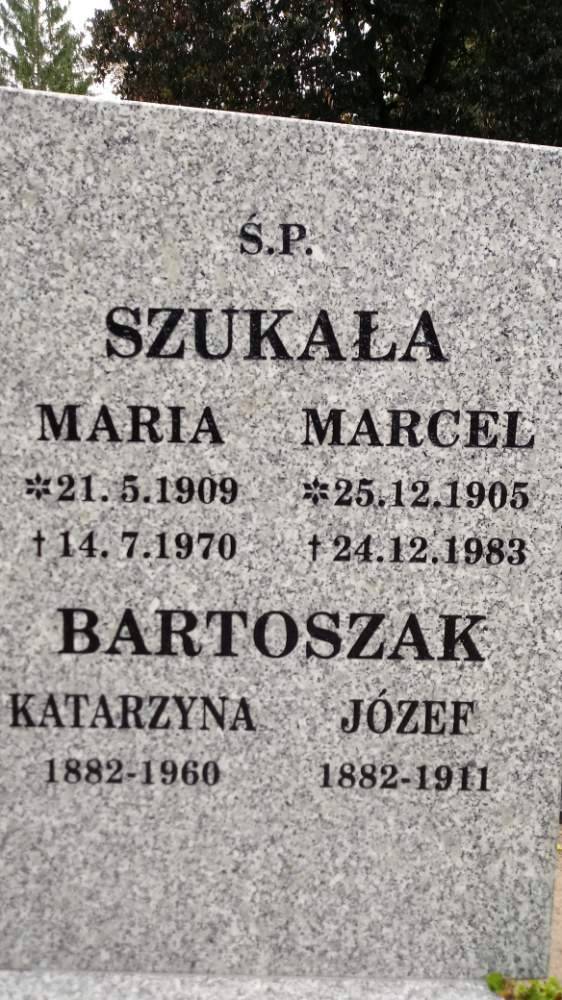 Ś.P.
SZUKAŁA
MARIA MARCEL
✲21. 5.1909 ✲25.12.1905
†14. 7.1970 †24.12.1983
BARTOSZAK
KATARZYNA JÓZEF
1882-1960 1882-1911